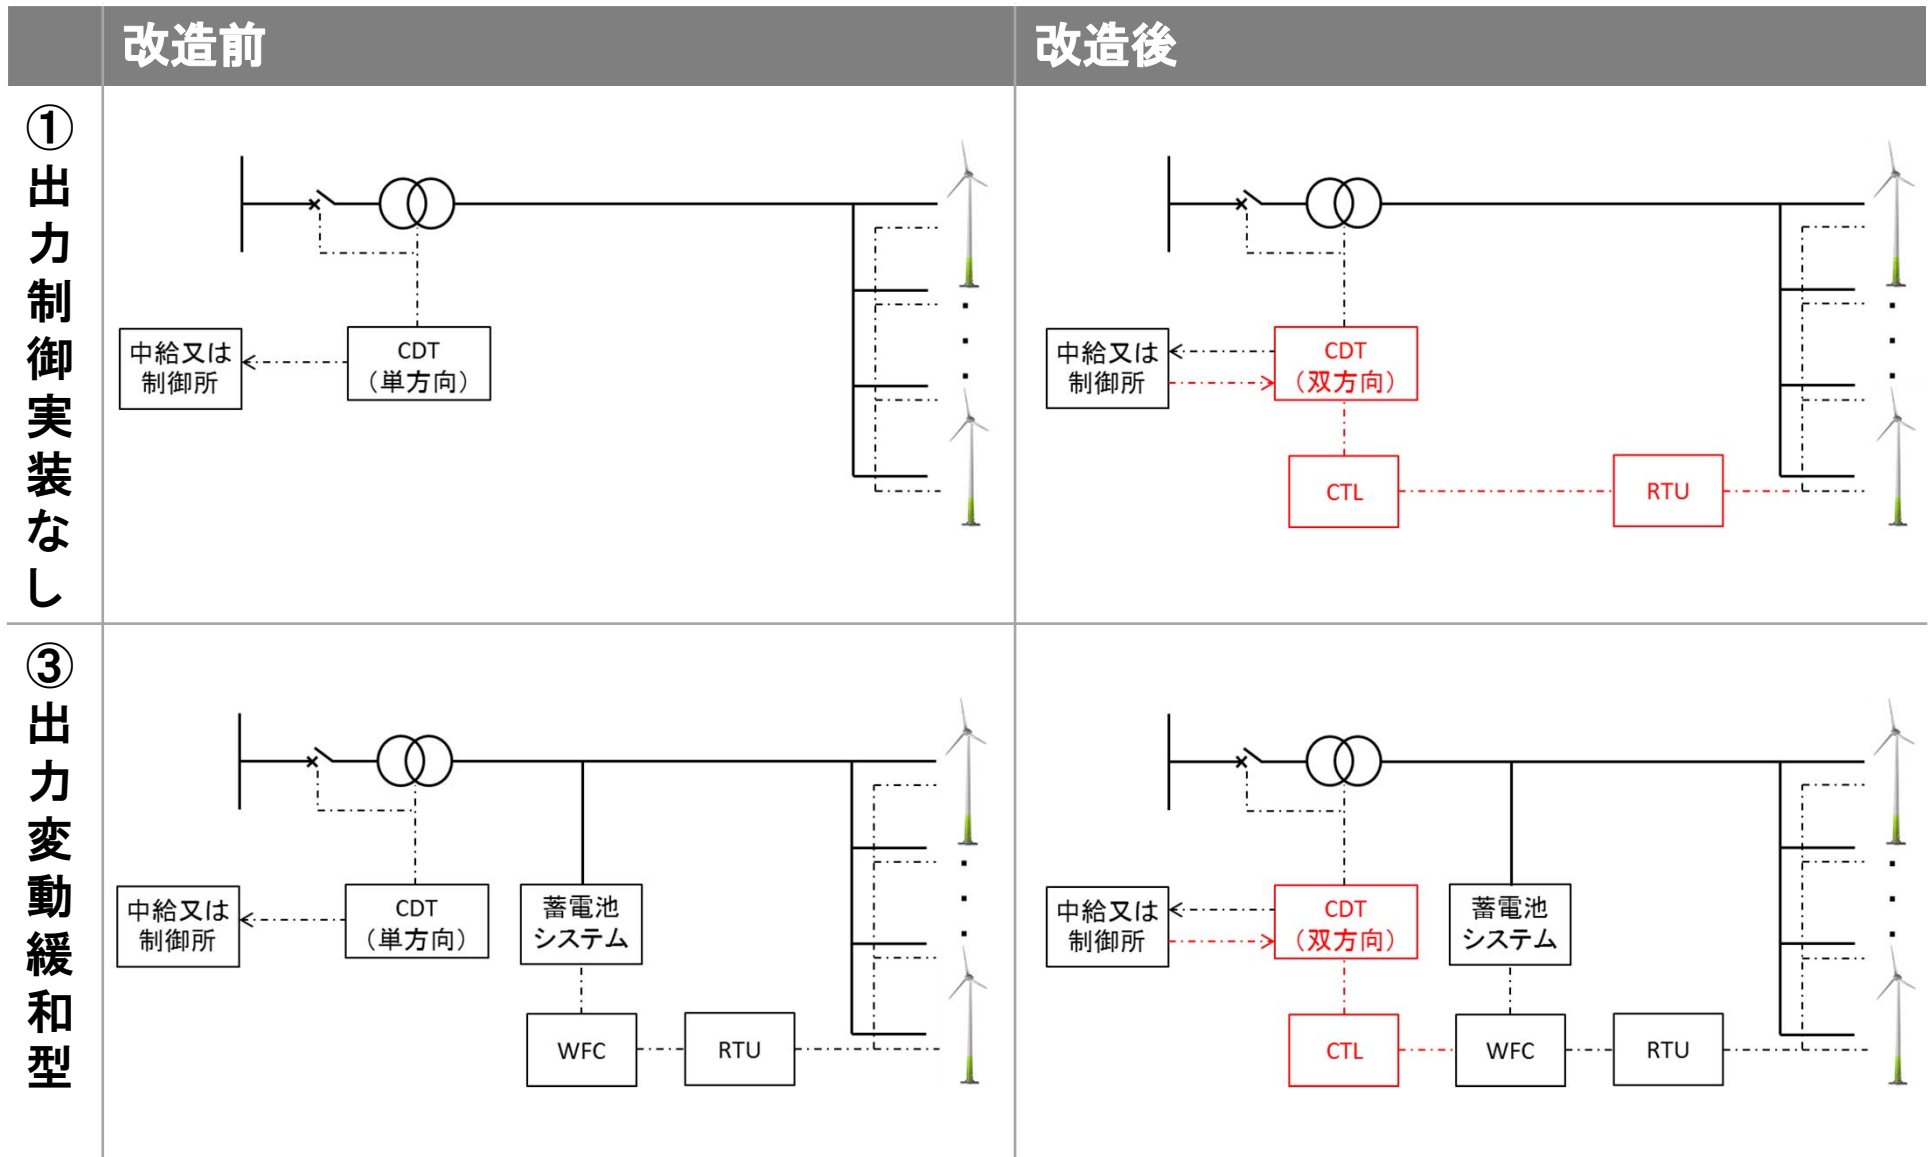 改造前
改造後
①出力制御実装なし
中給又は
制御所
CDT
（単方向）
中給又は
制御所
CDT
（双方向）
CTL
RTU
③出力変動緩和型
中給又は
制御所
CDT
（単方向）
蓄電池
システム
WFC
RTU
中給又は
制御所
CDT
（双方向）
蓄電池
システム
CTL
WFC
RTU